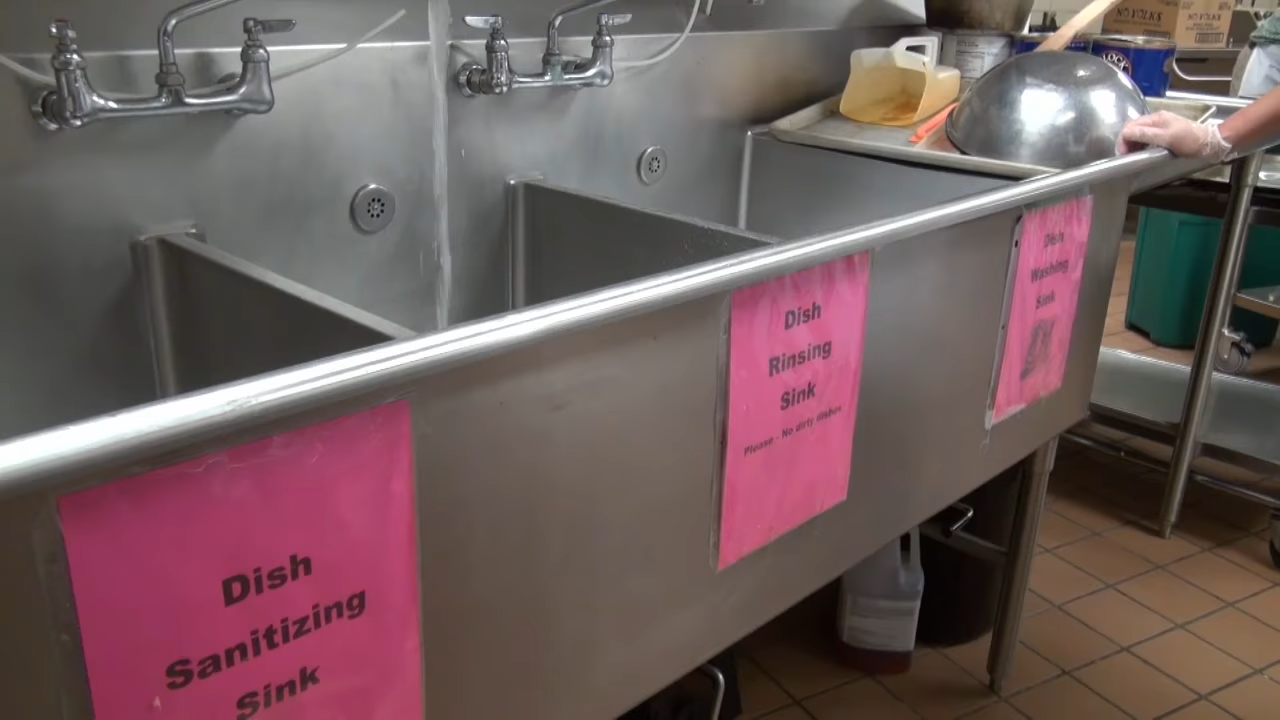 Dish
Sanitizing
Sink
Dish
Rinsing
Sink
Please - No dirty dishes
Dish
Washing
Sink
NO YOLKS